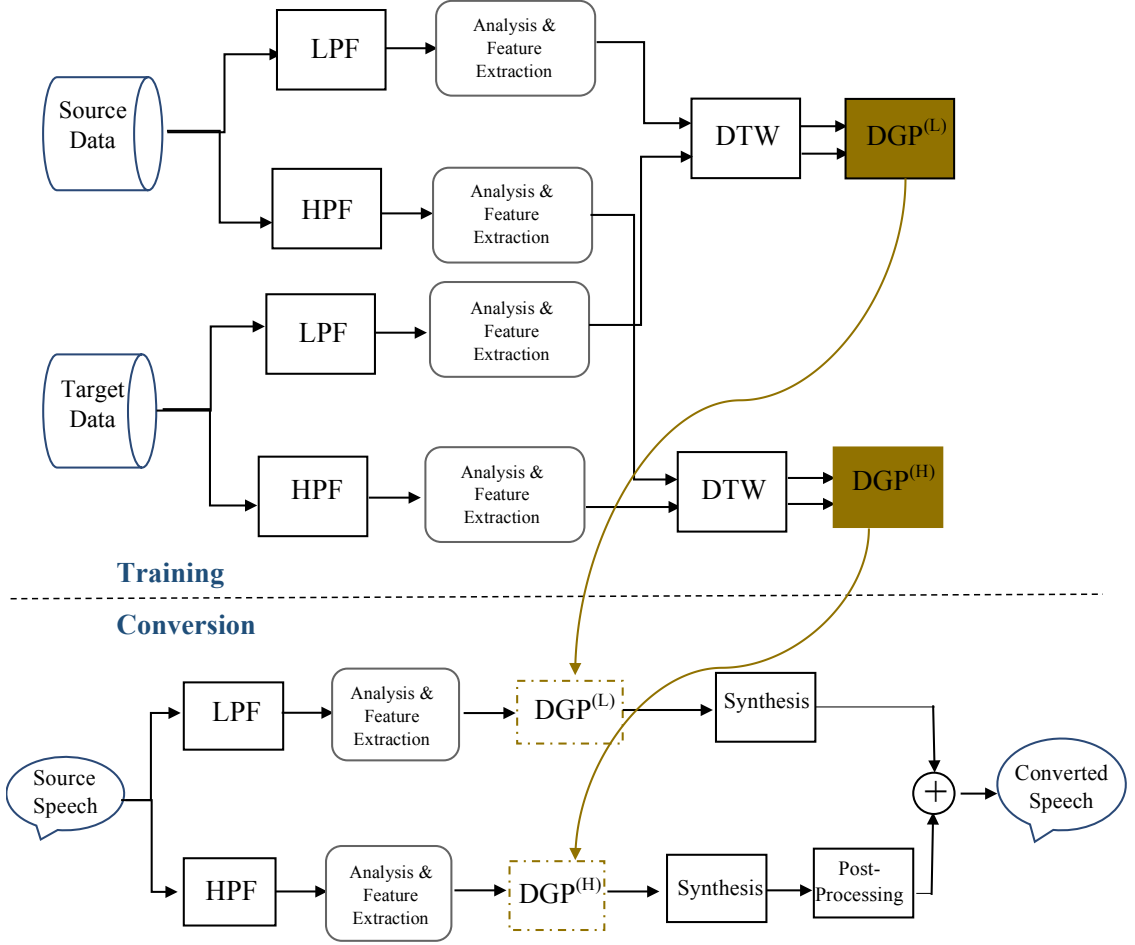 Source
Data
LPF
Analysis &
Feature
Extraction
HPF
Analysis &
Feature
Extraction
DTW
DGP(L)
Target
Data
LPF
Analysis &
Feature
Extraction
HPF
Analysis &
Feature
Extraction
DTW
DGP(H)
Training
Conversion
Source
Speech
LPF
Analysis &
Feature
Extraction
DGP(L)
Synthesis
HPF
Analysis &
Feature
Extraction
DGP(H)
Synthesis
Post-
Processing
+
Converted
Speech